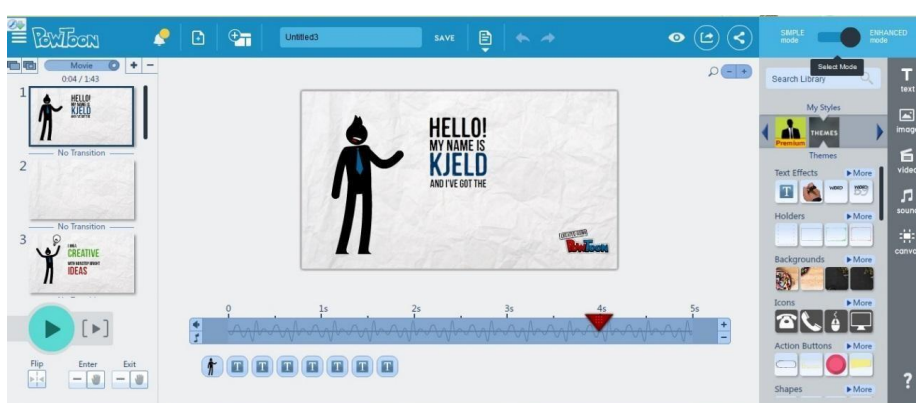 POWTOON
Untitled3
SAVE
SIMPLE mode
ENHANCED mode
Select Mode
Movie
0:04 / 1:43
1
HELLO!
MY NAME IS
KJELD
No Transition
2
No Transition
3
CREATIVE
IDEAS
Flip
Enter
Exit
HELLO!
MY NAME IS
KJELD
AND I'VE GOT THE
POWTOON
0 1s 2s 3s 4s 5s
T T T T T T T
Search Library
My Styles
Premium
THEMES
Themes
Text Effects More
T WORD
Holders More
Backgrounds More
Icons More
Action Buttons More
Shapes More
T
text
image
video
sound
canvo
?